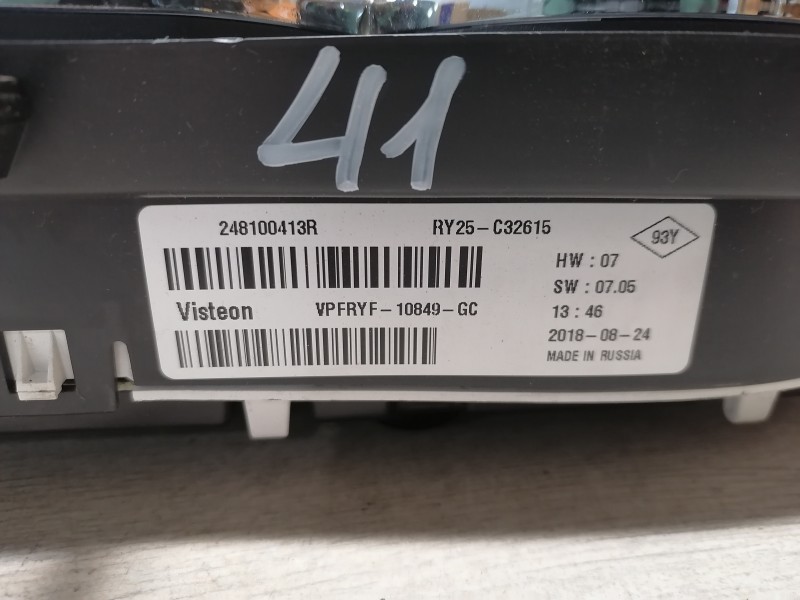 41
248100413R RY25-C32615 93Y
HW : 07
SW : 07.05
Visteon VPFRYF-10849-GC 13 : 46
2018-08-24
MADE IN RUSSIA